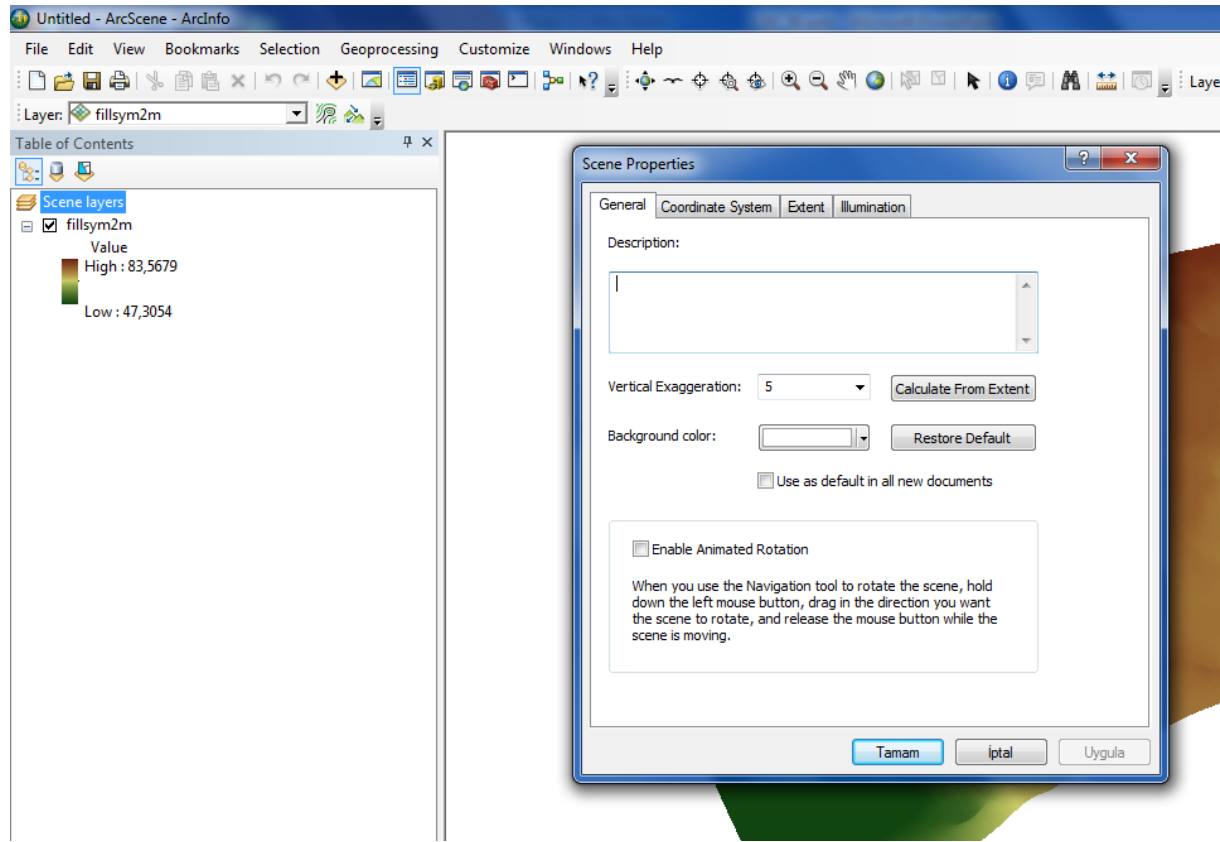 Untitled - ArcScene - ArcInfo
File Edit View Bookmarks Selection Geoprocessing Customize Windows Help
Laye
Layer: fillsym2m
Table of Contents
Scene layers
fillsym2m
Value
High : 83,5679
Low : 47,3054
Scene Properties
General Coordinate System Extent Illumination
Description:
Vertical Exaggeration: 5 Calculate From Extent
Background color: Restore Default
Use as default in all new documents
Enable Animated Rotation
When you use the Navigation tool to rotate the scene, hold
down the left mouse button, drag in the direction you want
the scene to rotate, and release the mouse button while the
scene is moving.
Tamam İptal Uygula